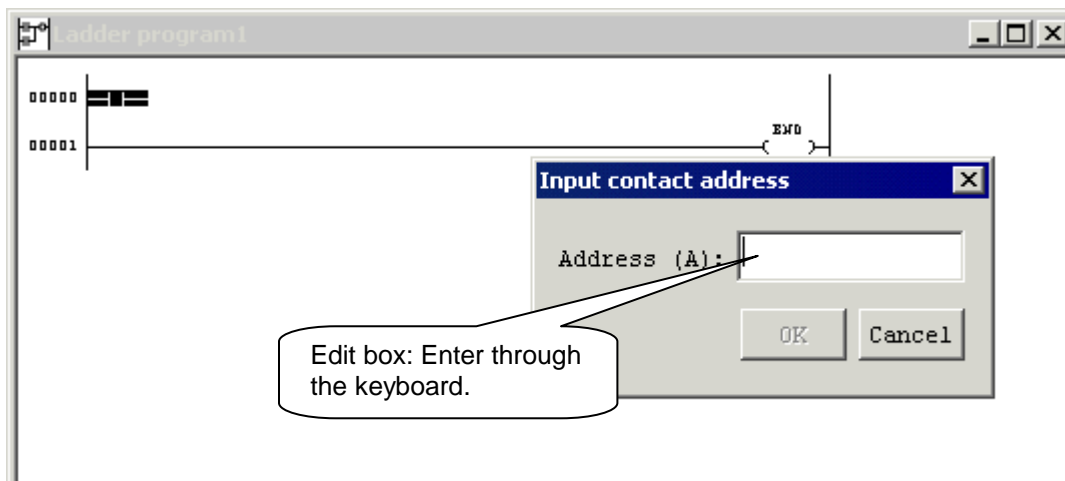 Ladder program1
00000
00001
END
Input contact address
Address (A):
OK
Cancel
Edit box: Enter through
the keyboard.